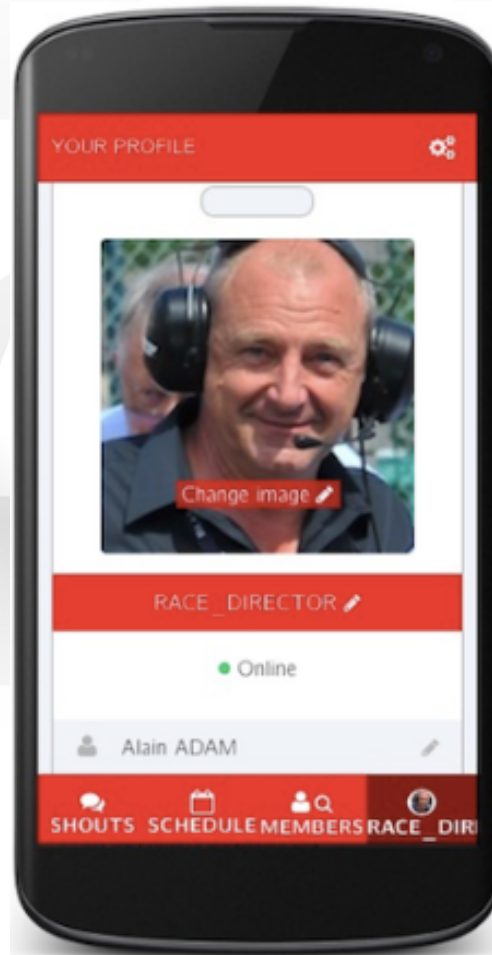 YOUR PROFILE
Change image
RACE_DIRECTOR
Online
Alain ADAM
SHOUTS SCHEDULE MEMBERS RACE_DIR